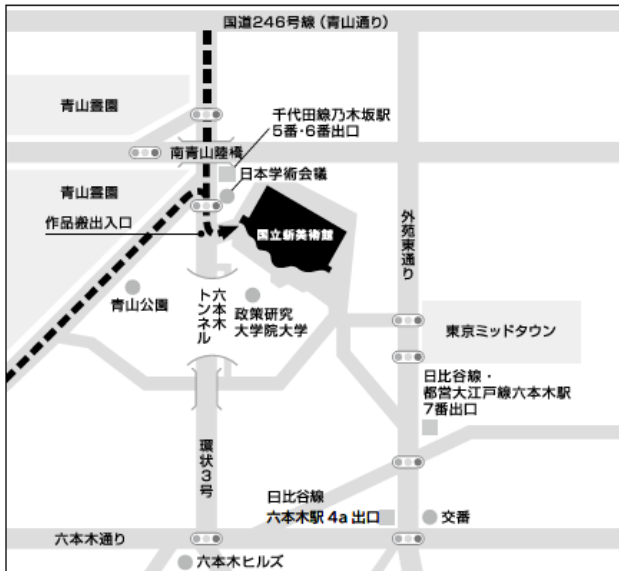 国道246号線（青山通り）
青山霊園
千代田線乃木坂駅
5番・6番出口
南青山陸橋
日本学術会議
青山霊園
作品搬出入口
国立新美術館
外苑東通り
青山公園
六本木
トンネル
政策研究
大学院大学
東京ミッドタウン
日比谷線・
都営大江戸線六本木駅
7番出口
環状3号
日比谷線
六本木駅 4a 出口
交番
六本木通り
六本木ヒルズ